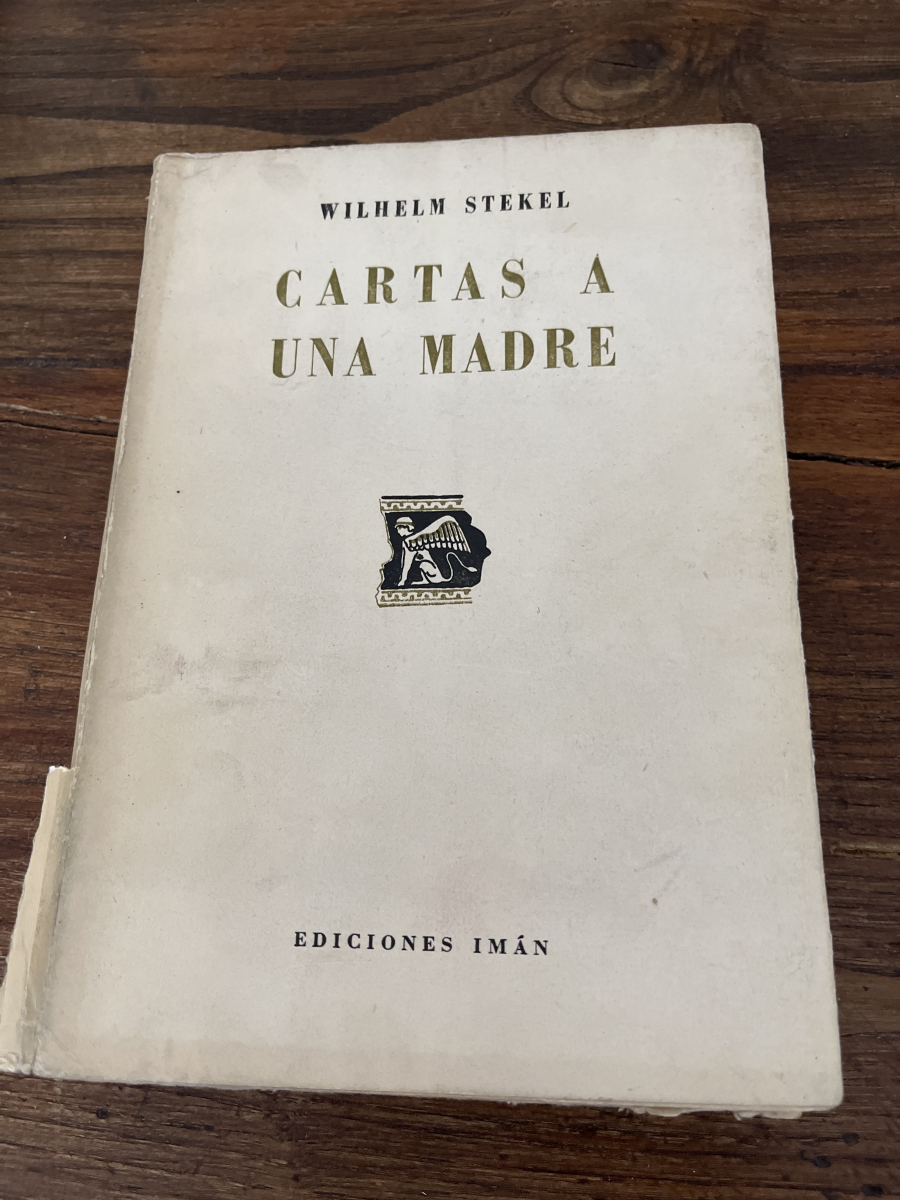 WILHELM STEKEL
CARTAS A
UNA MADRE
EDICIONES IMÁN